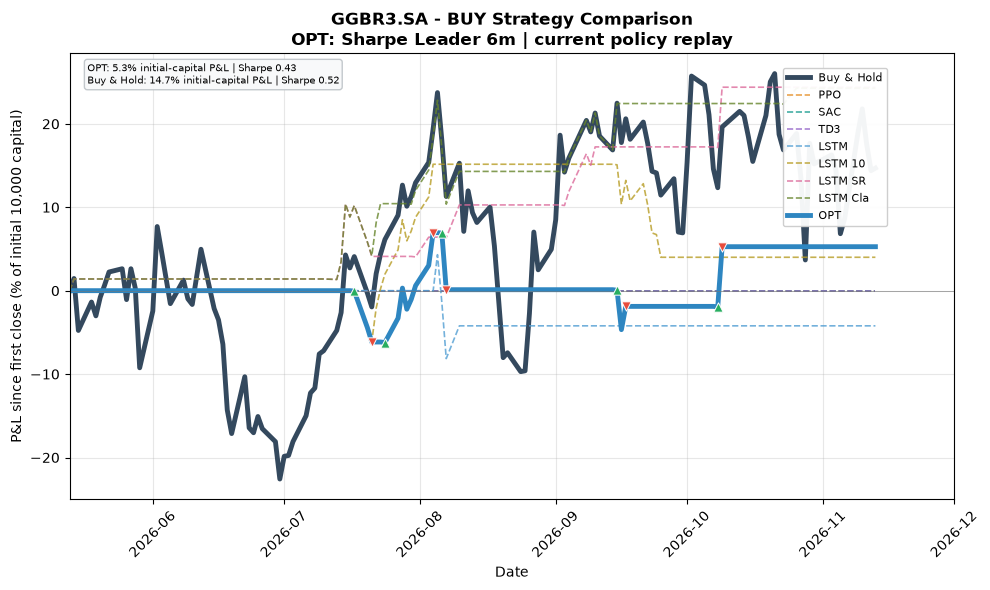 GGBR3.SA - BUY Strategy Comparison
OPT: Sharpe Leader 6m | current policy replay
OPT: 5.3% initial-capital P&L | Sharpe 0.43
Buy & Hold: 14.7% initial-capital P&L | Sharpe 0.52
Buy & Hold
PPO
SAC
TD3
LSTM
LSTM 10
LSTM SR
LSTM Cla
OPT
P&L since first close (% of initial 10,000 capital)
20
10
0
−10
−20
2026-06
2026-07
2026-08
2026-09
2026-10
2026-11
2026-12
Date